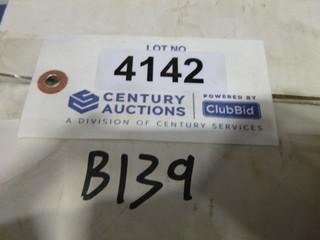 LOT NO.
4142
CENTURY AUCTIONS
POWERED BY ClubBid
A DIVISION OF CENTURY SERVICES
B139